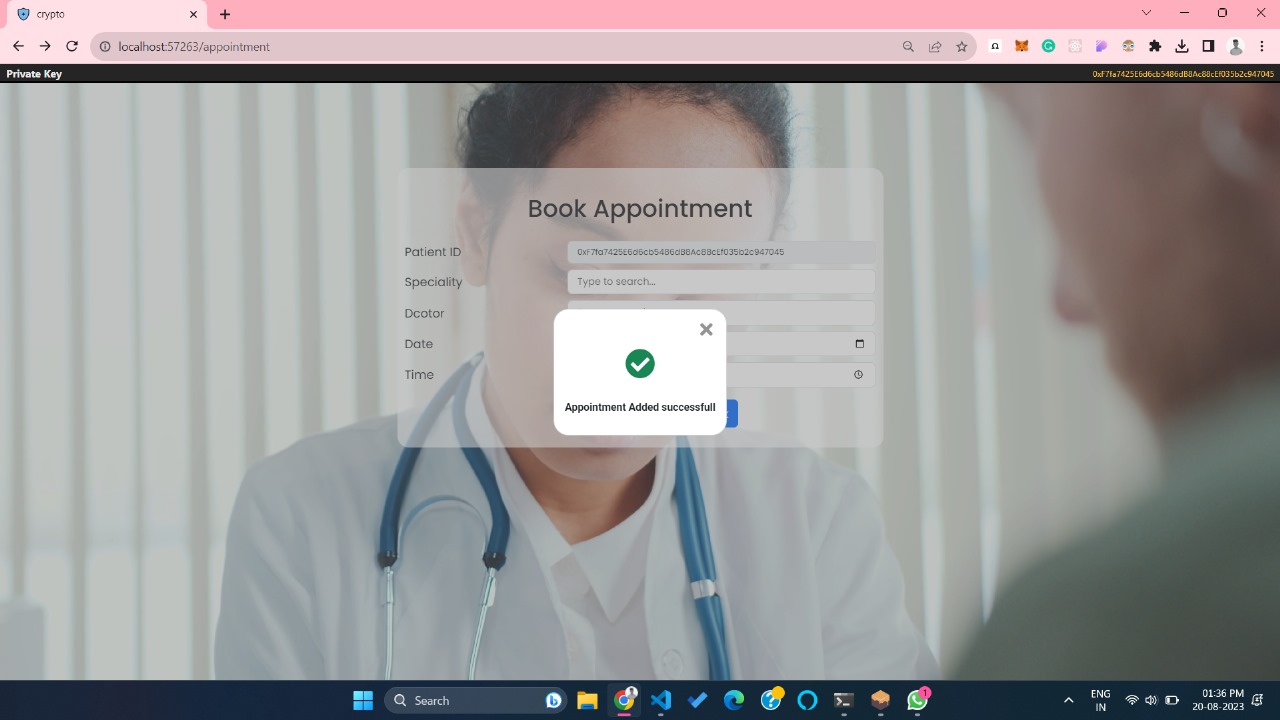 crypto
localhost:57263/appointment
Private Key
0xF7fa7425E6d6cb5486dB8Ac88cEf035b2c947045
Book Appointment
Patient ID
0xF7fa7425E6d6cb5486dB8Ac88cEf035b2c947045
Speciality
Type to search...
Dcotor
Date
Time
Appointment Added successfull
Search
1
ENG
IN
01:36 PM
20-08-2023